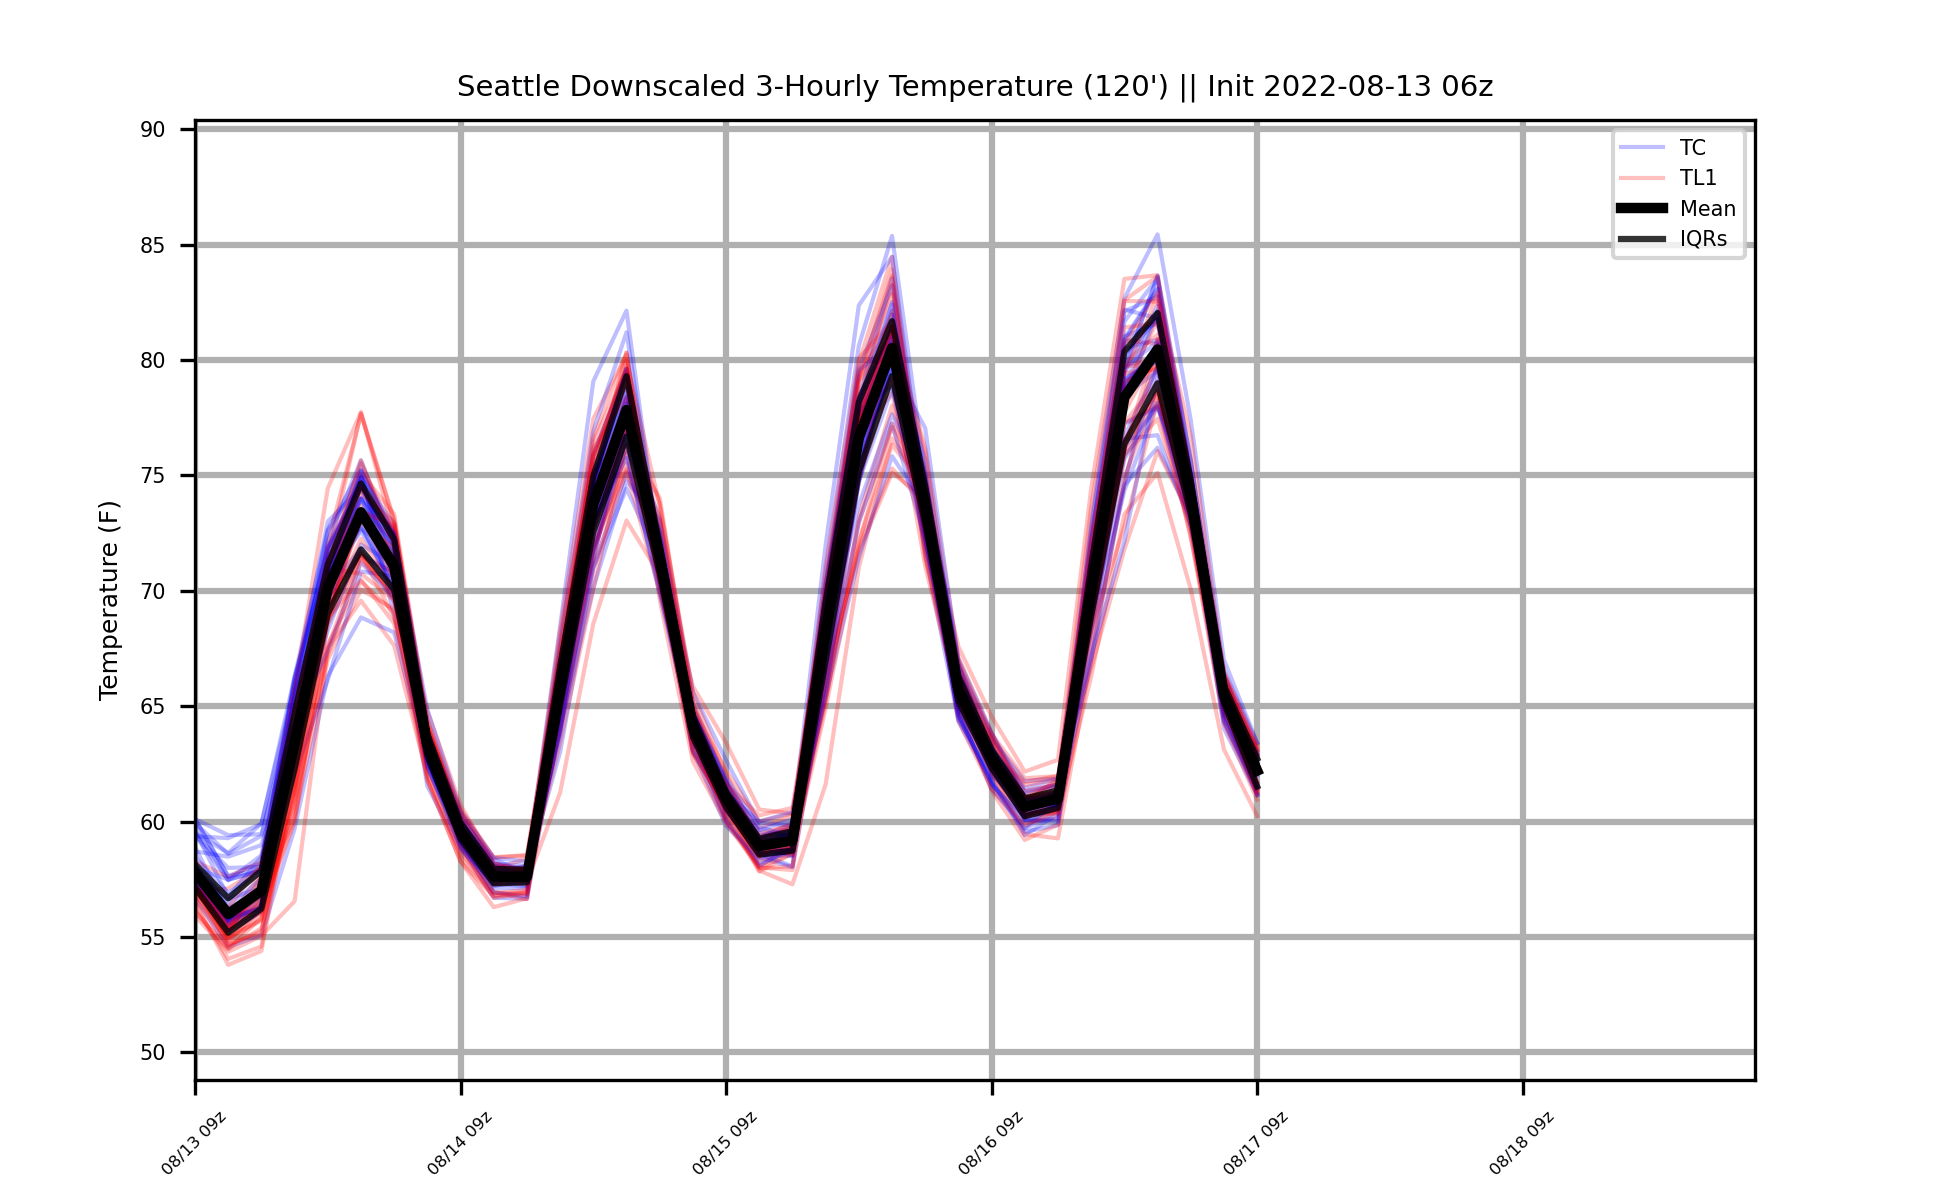 Seattle Downscaled 3-Hourly Temperature (120') || Init 2022-08-13 06z
TC
TL1
Mean
IQRs
Temperature (F)
90
85
80
75
70
65
60
55
50
08/13 09z
08/14 09z
08/15 09z
08/16 09z
08/17 09z
08/18 09z